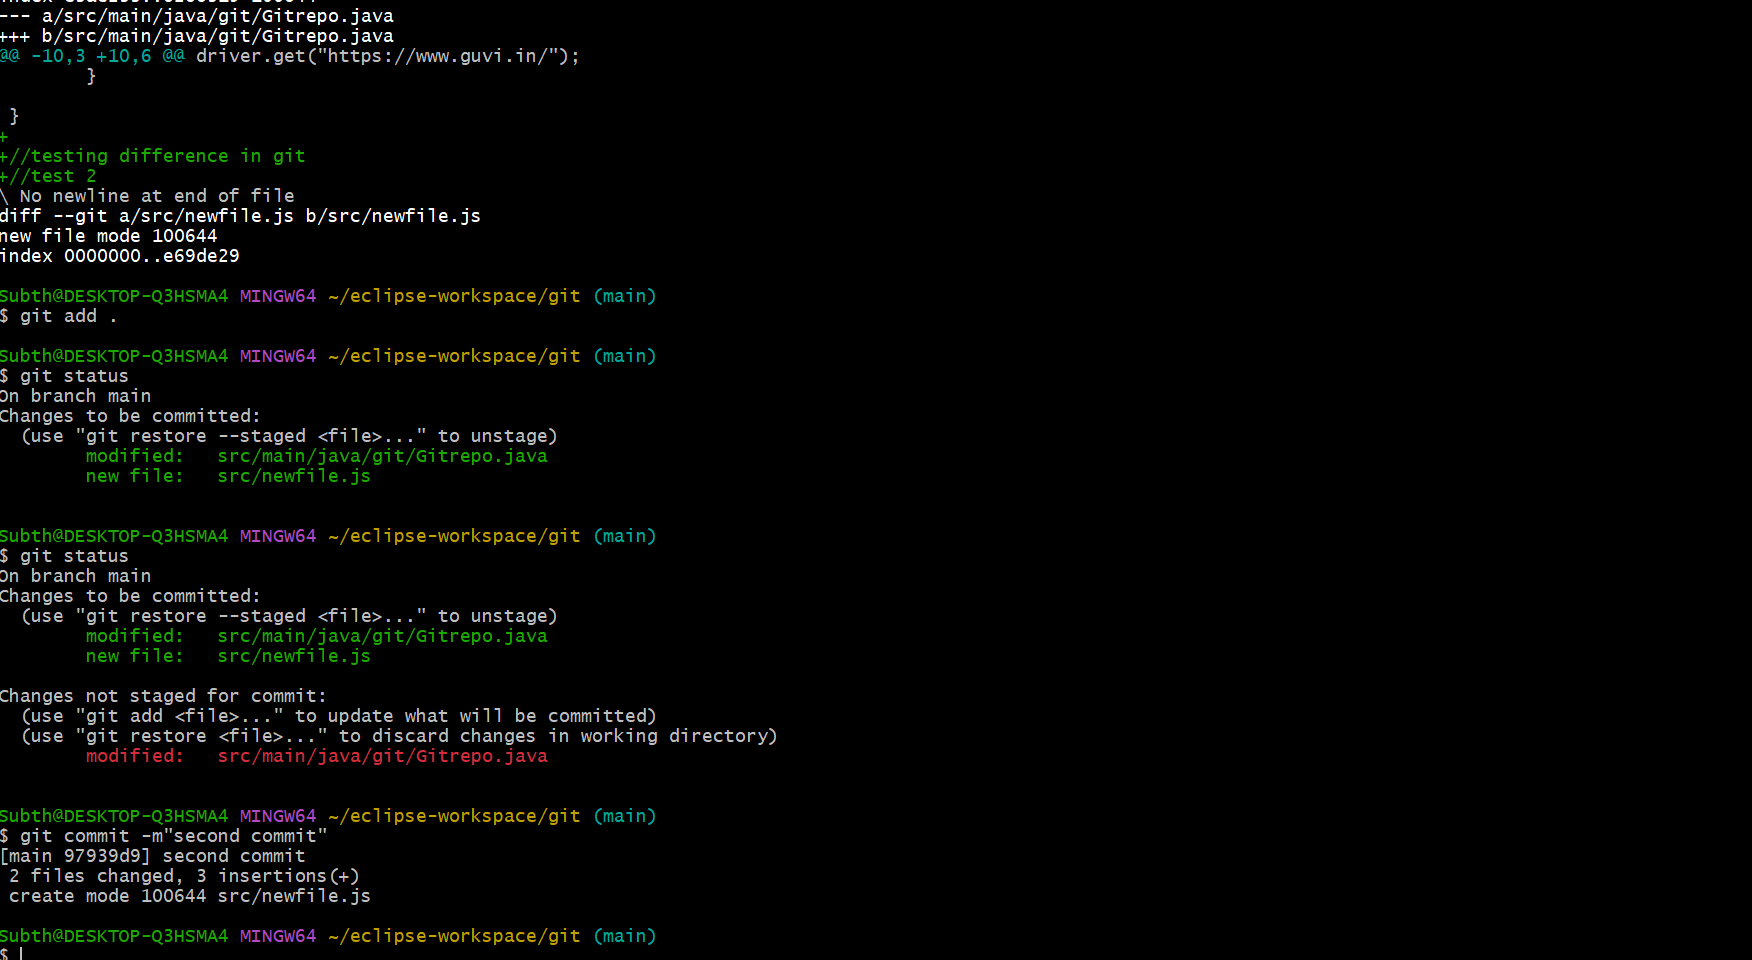 --- a/src/main/java/git/Gitrepo.java
+++ b/src/main/java/git/Gitrepo.java
@@ -10,3 +10,6 @@ driver.get("https://www.guvi.in/");
        }

 }
+
+//testing difference in git
+//test 2
\ No newline at end of file
diff --git a/src/newfile.js b/src/newfile.js
new file mode 100644
index 0000000..e69de29

Subth@DESKTOP-Q3HSMA4 MINGW64 ~/eclipse-workspace/git (main)
$ git add .

Subth@DESKTOP-Q3HSMA4 MINGW64 ~/eclipse-workspace/git (main)
$ git status
On branch main
Changes to be committed:
  (use "git restore --staged <file>..." to unstage)
        modified:   src/main/java/git/Gitrepo.java
        new file:   src/newfile.js


Subth@DESKTOP-Q3HSMA4 MINGW64 ~/eclipse-workspace/git (main)
$ git status
On branch main
Changes to be committed:
  (use "git restore --staged <file>..." to unstage)
        modified:   src/main/java/git/Gitrepo.java
        new file:   src/newfile.js

Changes not staged for commit:
  (use "git add <file>..." to update what will be committed)
  (use "git restore <file>..." to discard changes in working directory)
        modified:   src/main/java/git/Gitrepo.java


Subth@DESKTOP-Q3HSMA4 MINGW64 ~/eclipse-workspace/git (main)
$ git commit -m"second commit"
[main 97939d9] second commit
 2 files changed, 3 insertions(+)
 create mode 100644 src/newfile.js

Subth@DESKTOP-Q3HSMA4 MINGW64 ~/eclipse-workspace/git (main)
$